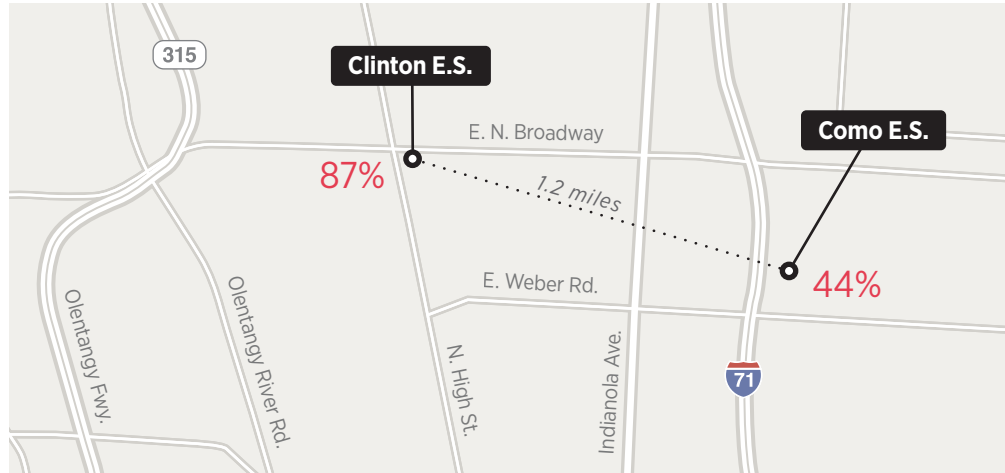 315
Clinton E.S.
E. N. Broadway
Como E.S.
87%
1.2 miles
44%
E. Weber Rd.
Olentangy Fwy.
Olentangy River Rd.
N. High St.
Indianola Ave.
71